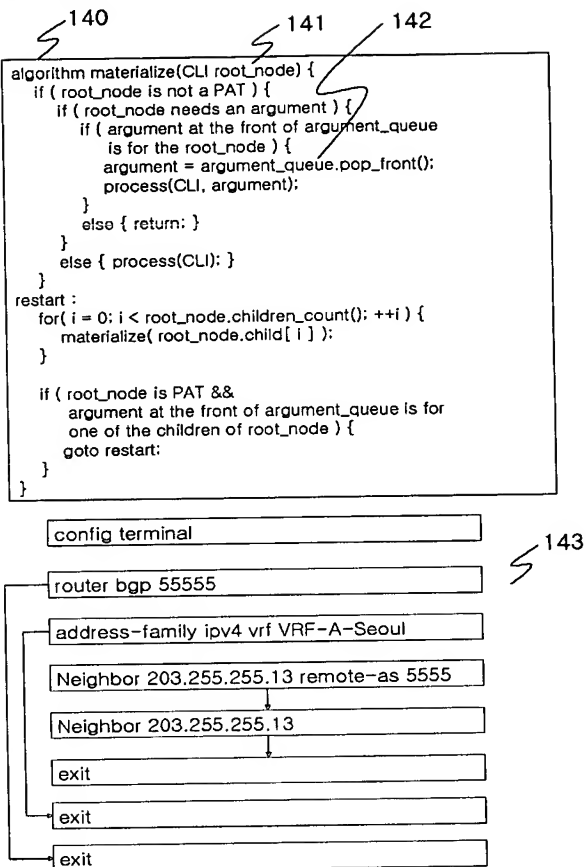 140
141
142
algorithm materialize(CLI root_node) {
if ( root_node is not a PAT ) {
if ( root_node needs an argument ) {
if ( argument at the front of argument_queue
is for the root_node ) {
argument = argument_queue.pop_front();
process(CLI, argument);
}
else { return; }
}
else { process(CLI); }
}
restart :
for( i = 0; i < root_node.children_count(); ++i ) {
materialize( root_node.child[ i ] );
}
if ( root_node is PAT &&
argument at the front of argument_queue is for
one of the children of root_node ) {
goto restart;
}
}
143
config terminal
router bgp 55555
address-family ipv4 vrf VRF-A-Seoul
Neighbor 203.255.255.13 remote-as 5555
Neighbor 203.255.255.13
exit
exit
exit